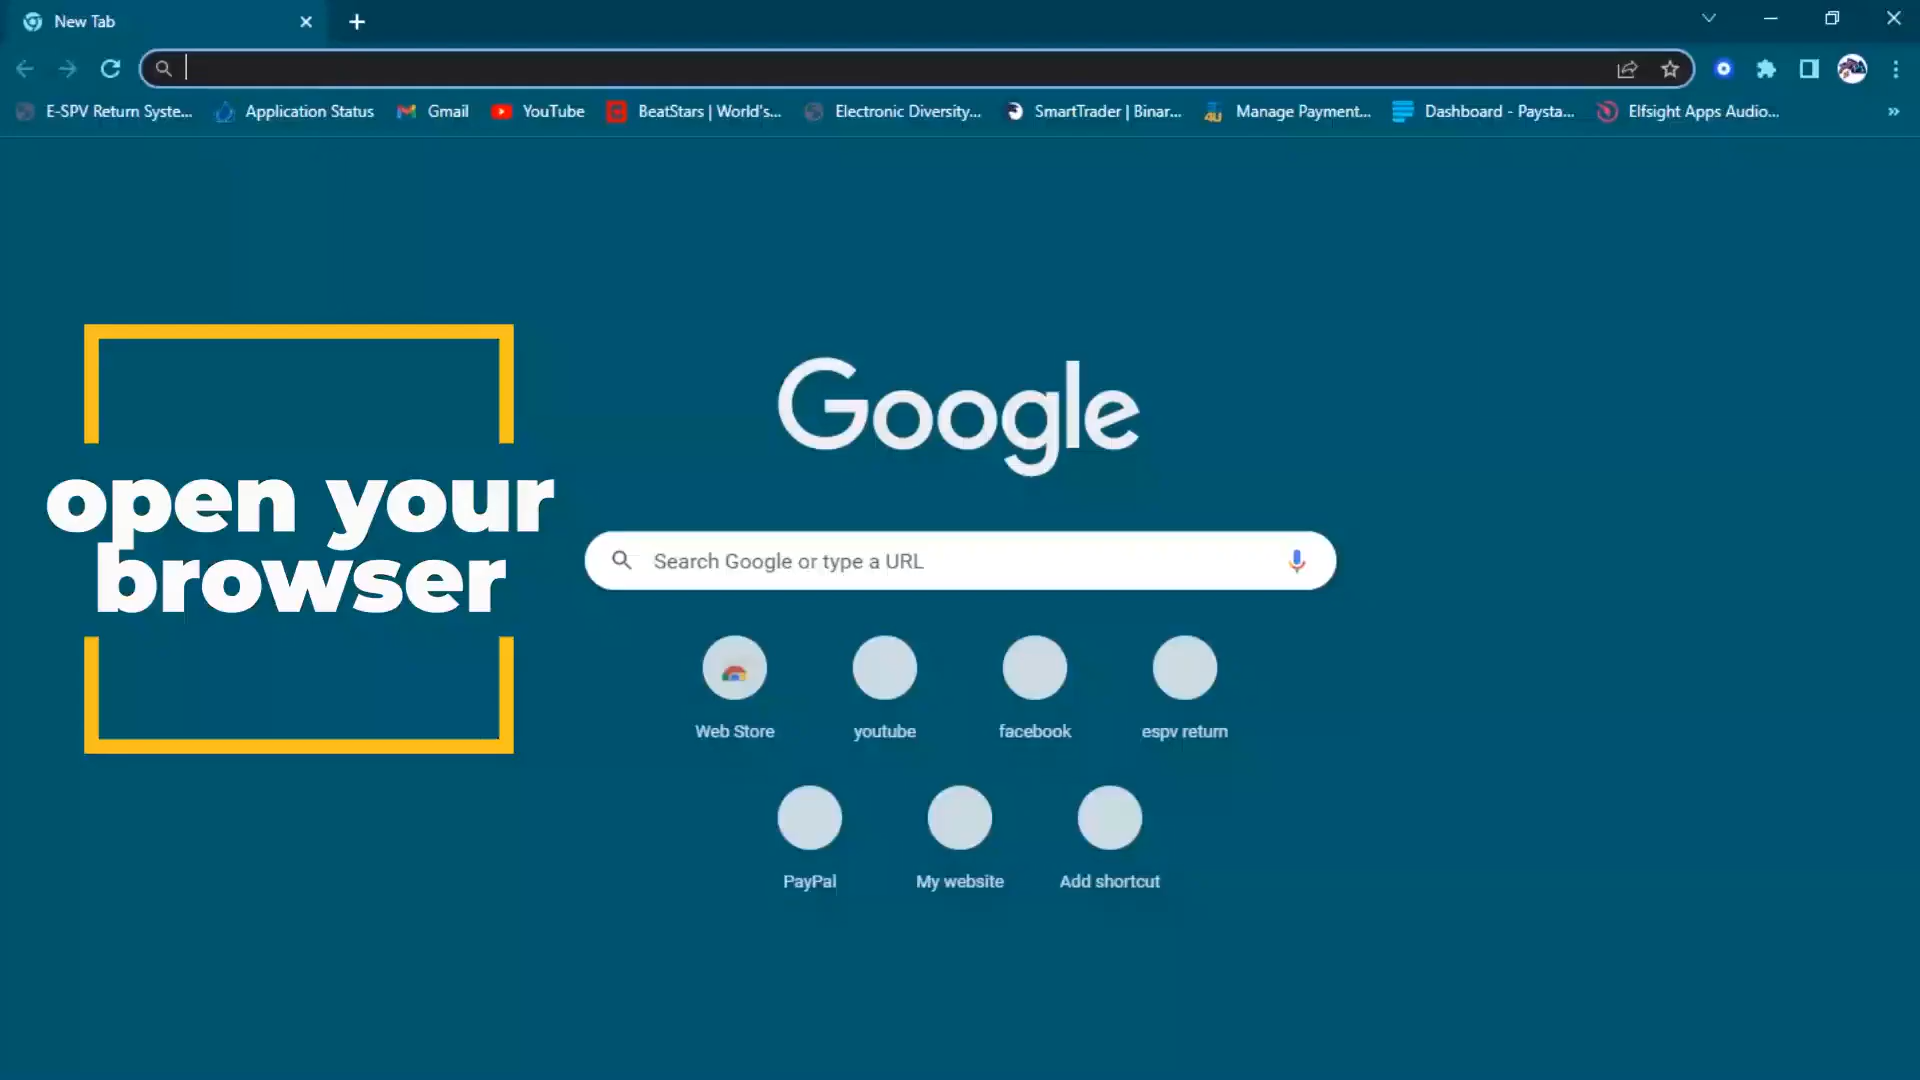 New Tab
E-SPV Return Syste...
Application Status
Gmail
YouTube
BeatStars | World's...
Electronic Diversity...
SmartTrader | Binar...
4U
Manage Payment...
Dashboard - Paysta...
Elfsight Apps Audio...
Google
open your
browser
Search Google or type a URL
Web Store
youtube
facebook
espv return
PayPal
My website
Add shortcut